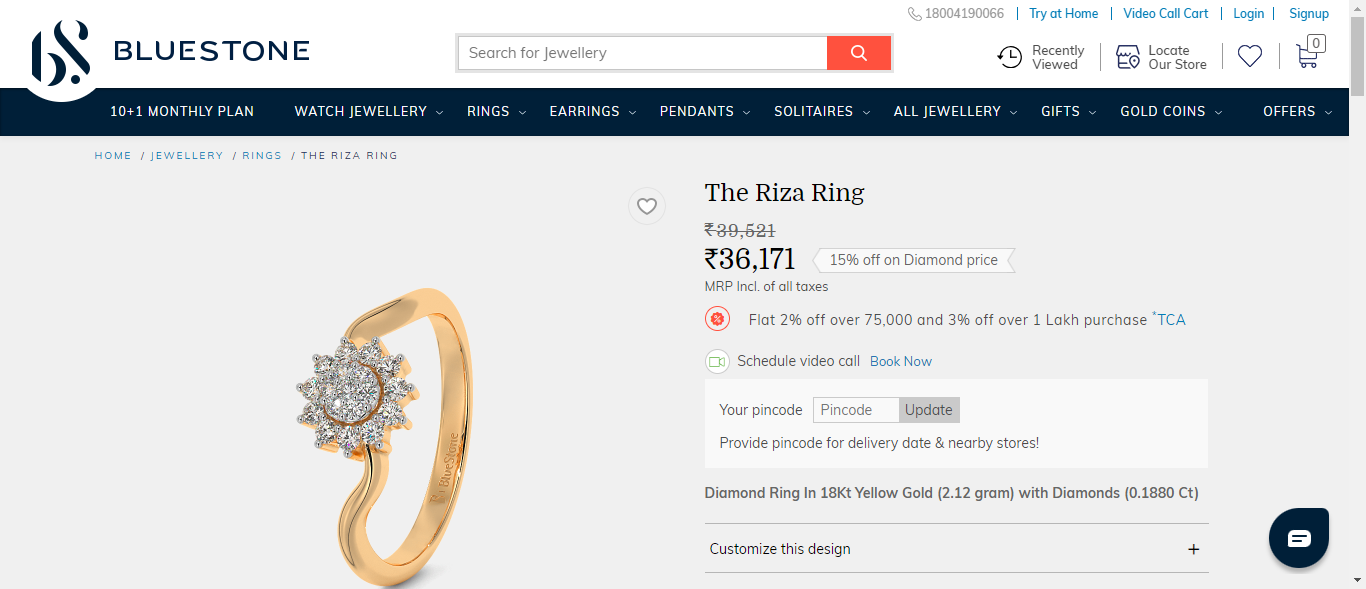 18004190066 | Try at Home | Video Call Cart | Login | Signup
BLUESTONE
Search for Jewellery
Recently Viewed
Locate Our Store
0
10+1 MONTHLY PLAN WATCH JEWELLERY RINGS EARRINGS PENDANTS SOLITAIRES ALL JEWELLERY GIFTS GOLD COINS OFFERS
HOME / JEWELLERY / RINGS / THE RIZA RING
The Riza Ring
₹39,521
₹36,171 15% off on Diamond price
MRP Incl. of all taxes
Flat 2% off over 75,000 and 3% off over 1 Lakh purchase *TCA
Schedule video call Book Now
Your pincode Pincode Update
Provide pincode for delivery date & nearby stores!
Diamond Ring In 18Kt Yellow Gold (2.12 gram) with Diamonds (0.1880 Ct)
Customize this design +
BlueStone